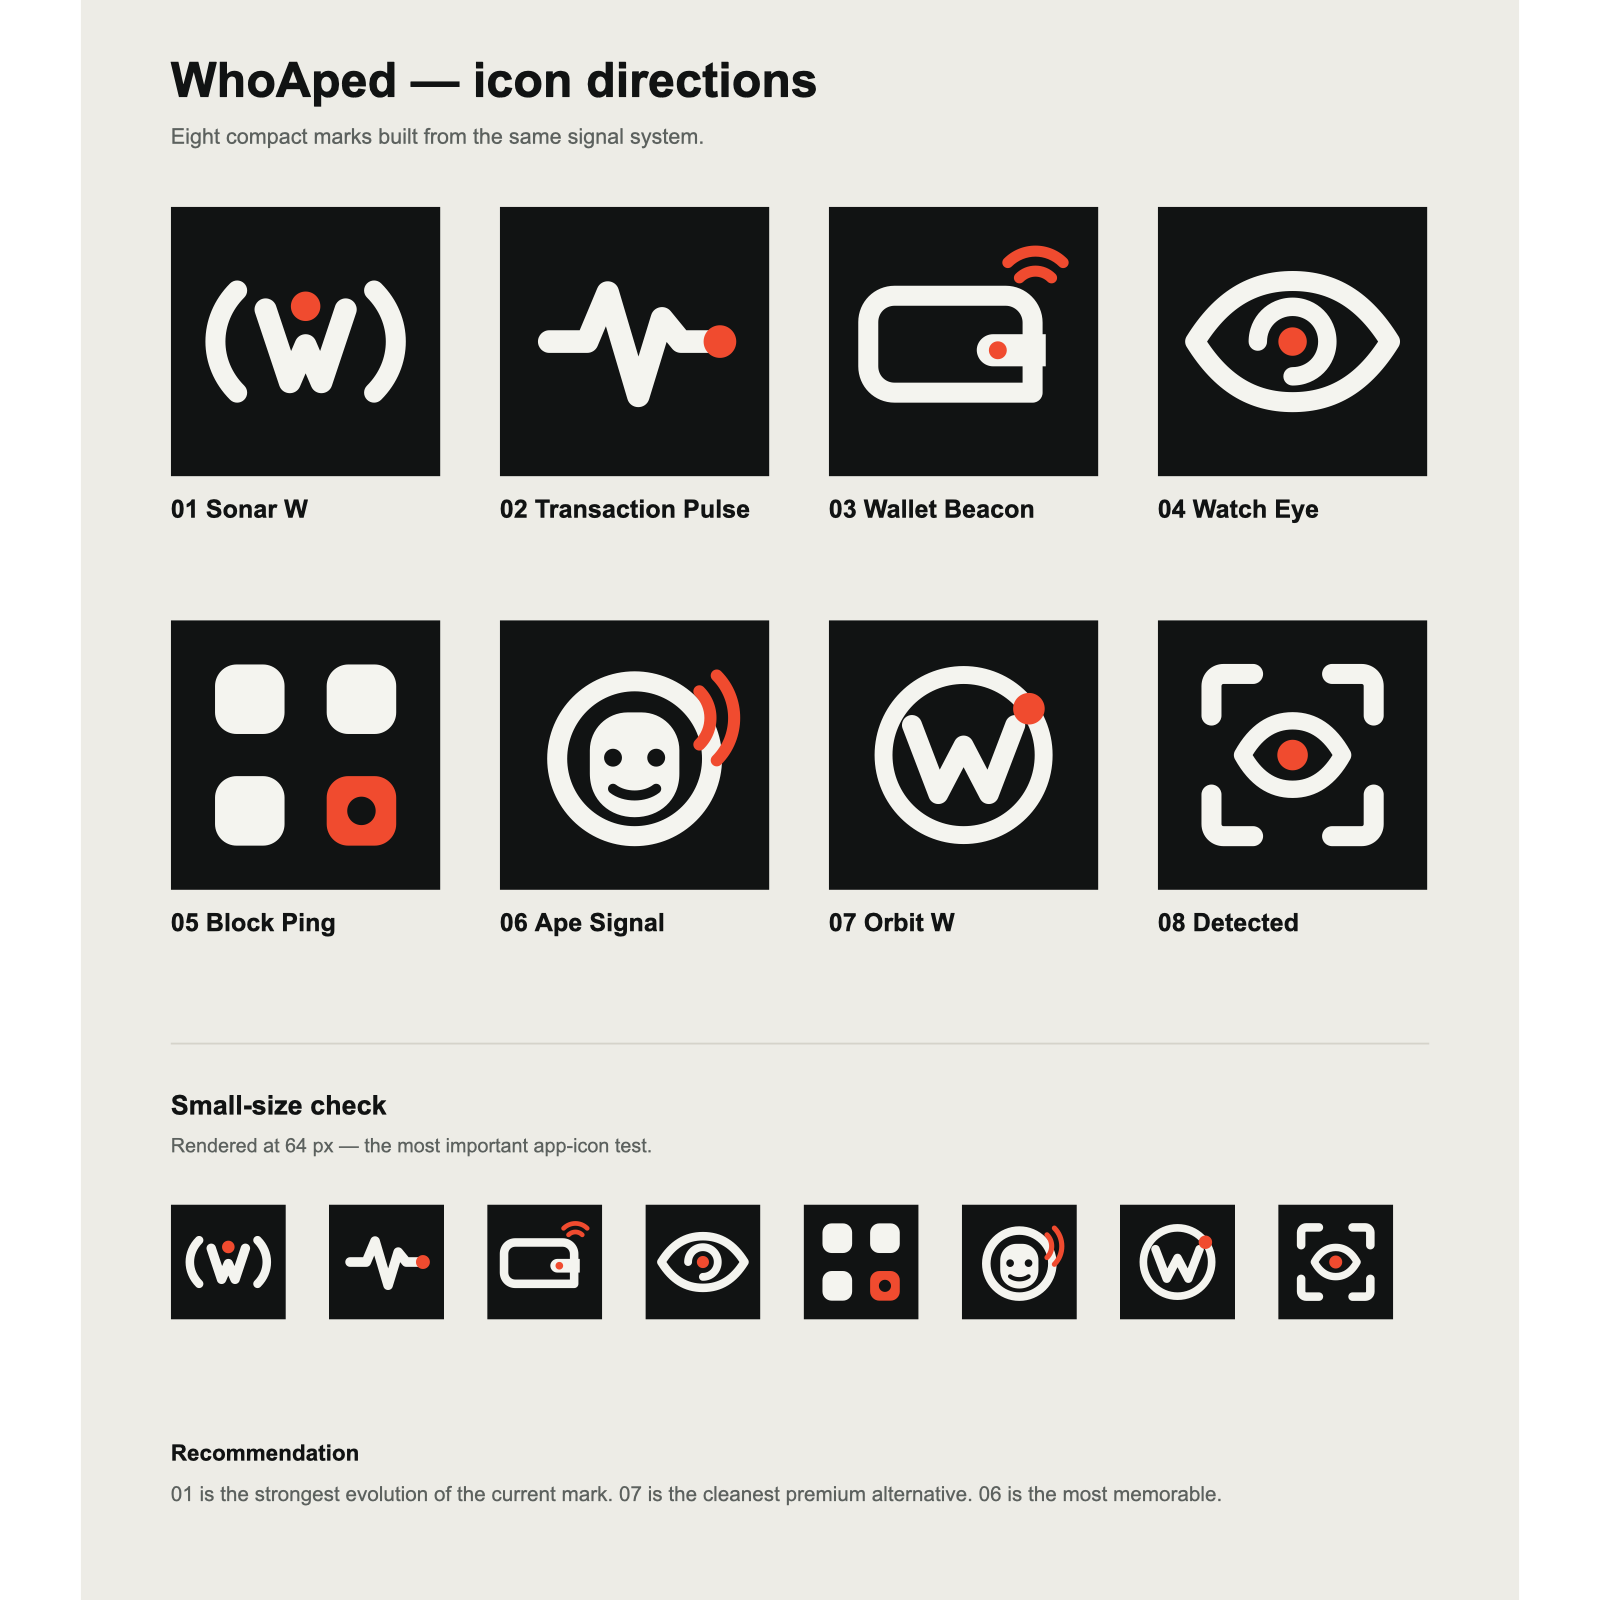 WhoAped — icon directions
Eight compact marks built from the same signal system.
01 Sonar W
02 Transaction Pulse
03 Wallet Beacon
04 Watch Eye
05 Block Ping
06 Ape Signal
07 Orbit W
08 Detected
Small-size check
Rendered at 64 px — the most important app-icon test.
Recommendation
01 is the strongest evolution of the current mark. 07 is the cleanest premium alternative. 06 is the most memorable.